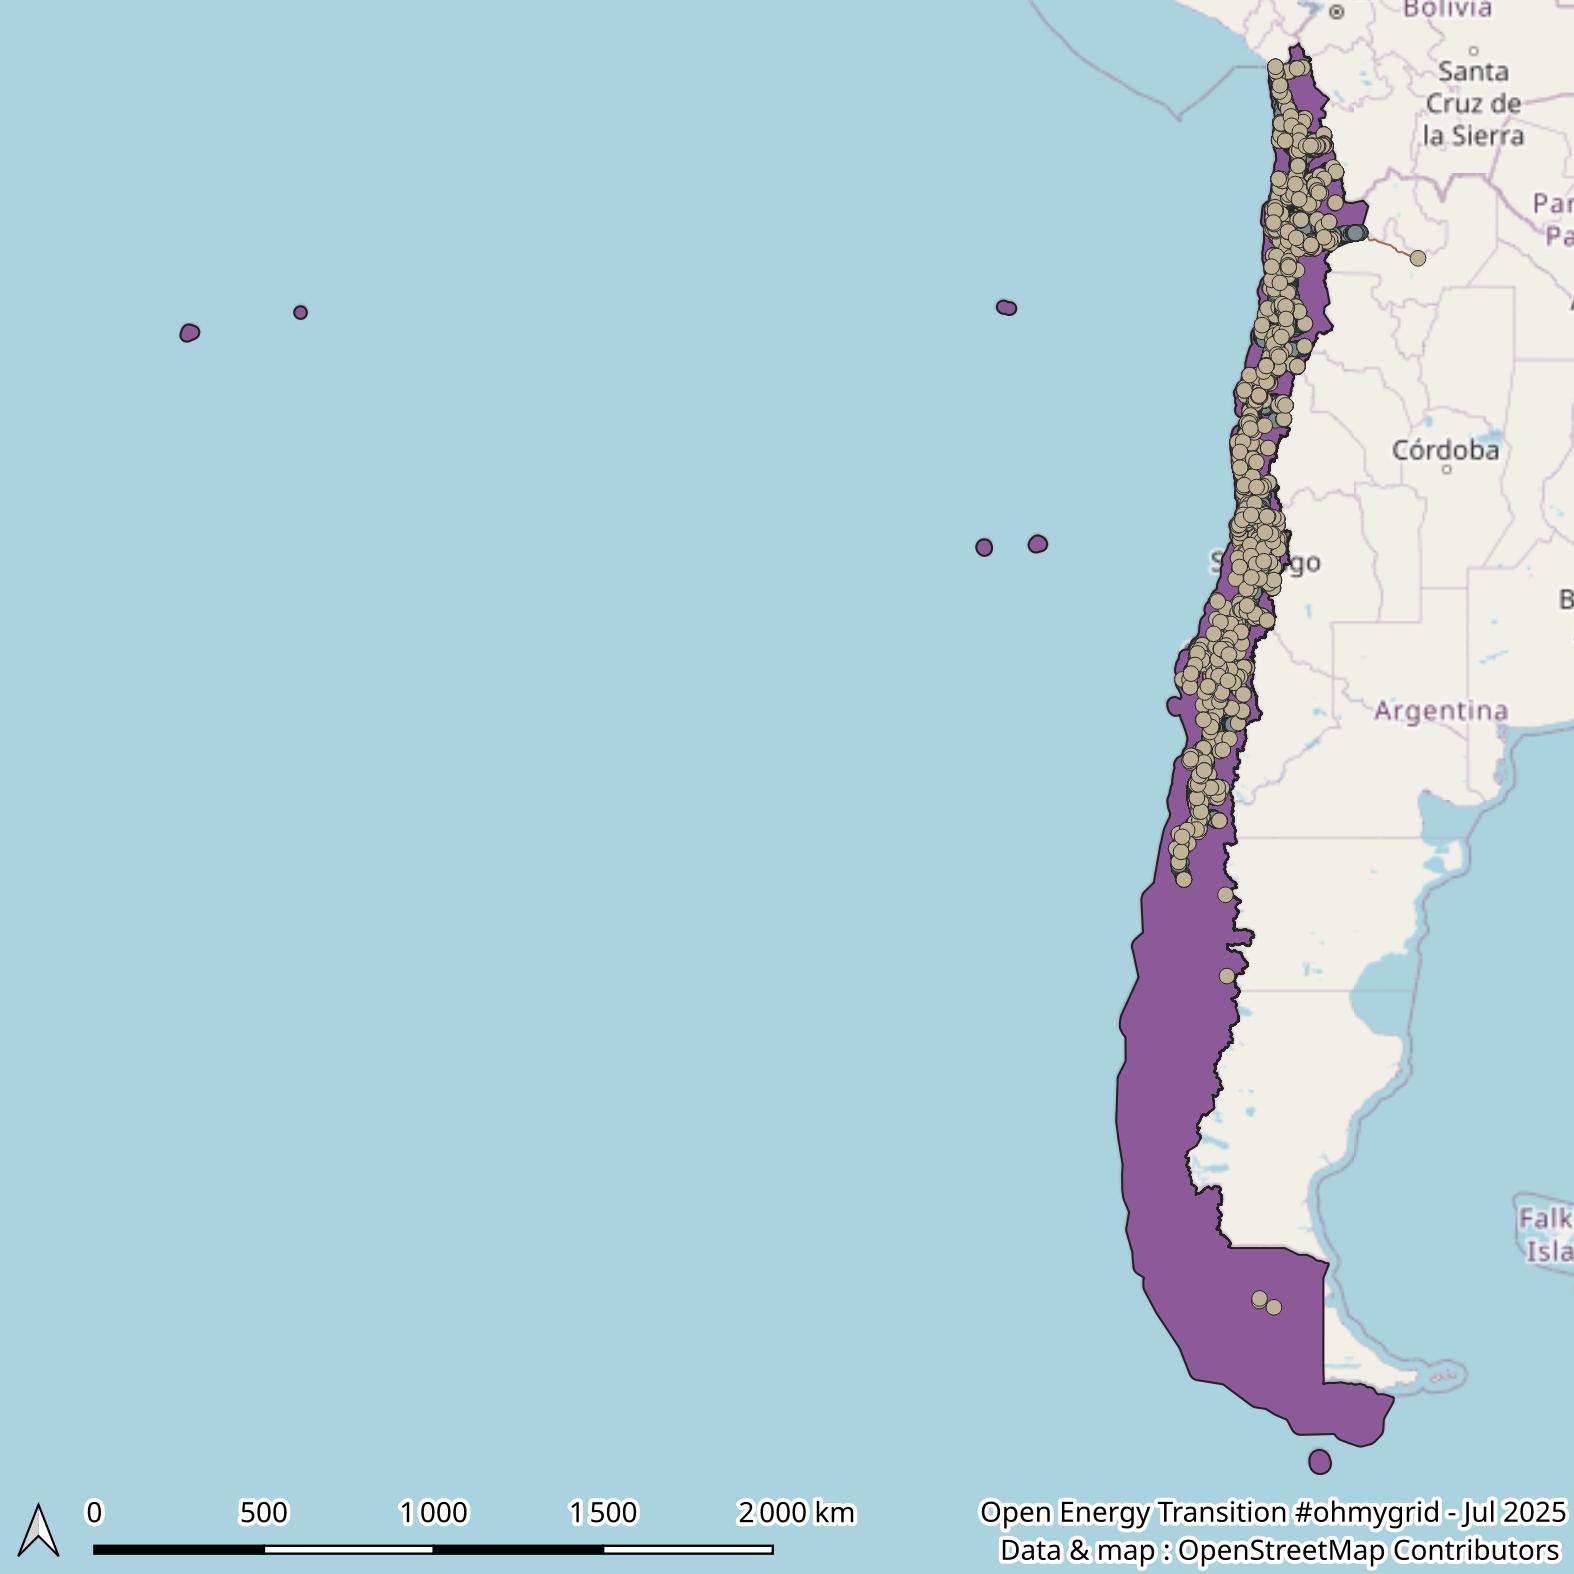 Bolivia
Santa
Cruz de
la Sierra
Par
Pa
Córdoba
S go
B
Argentina
Falk
Isla
0 500 1 000 1 500 2 000 km
Open Energy Transition #ohmygrid - Jul 2025
Data & map : OpenStreetMap Contributors